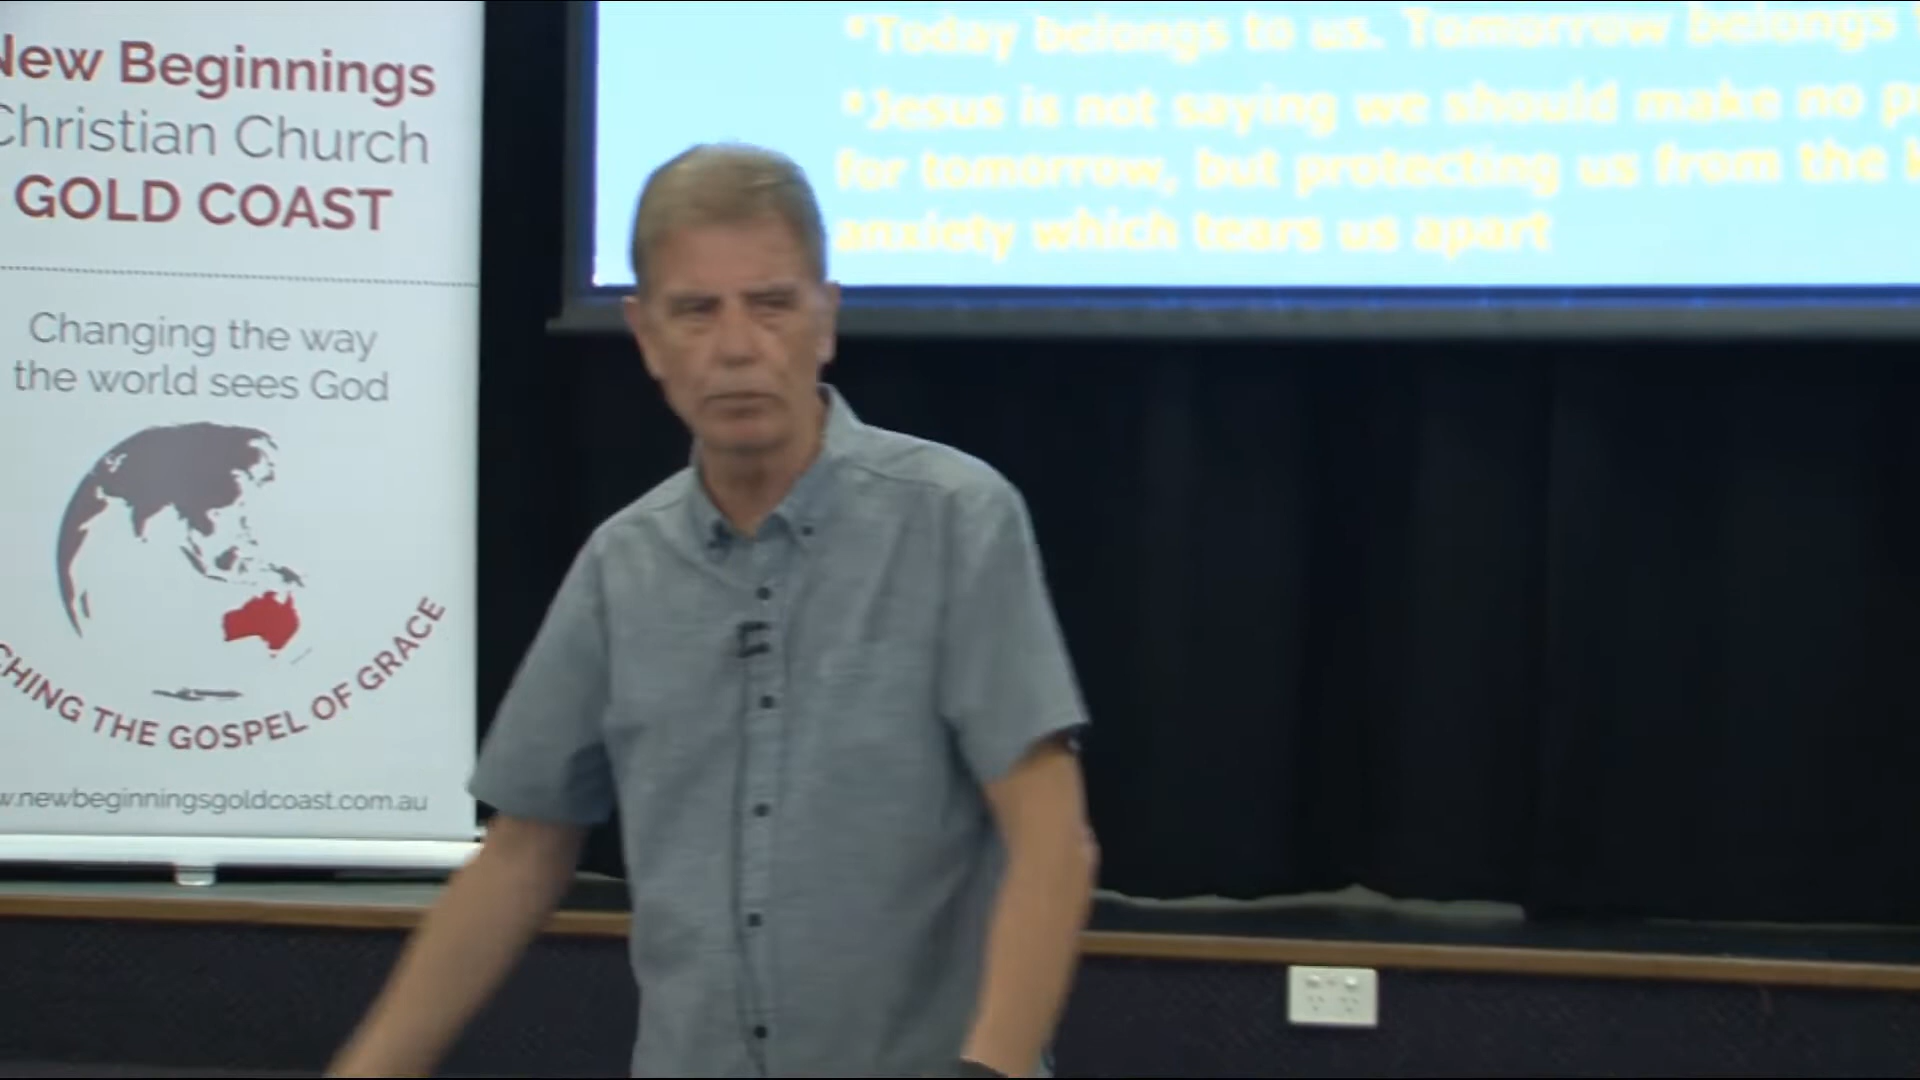 New Beginnings
Christian Church
GOLD COAST
Changing the way
the world sees God
CHING THE GOSPEL OF GRACE
w.newbeginningsgoldcoast.com.au
*Today belongs to us. Tomorrow belongs
*Jesus is not saying we should make no p
for tomorrow, but protecting us from the k
anxiety which tears us apart